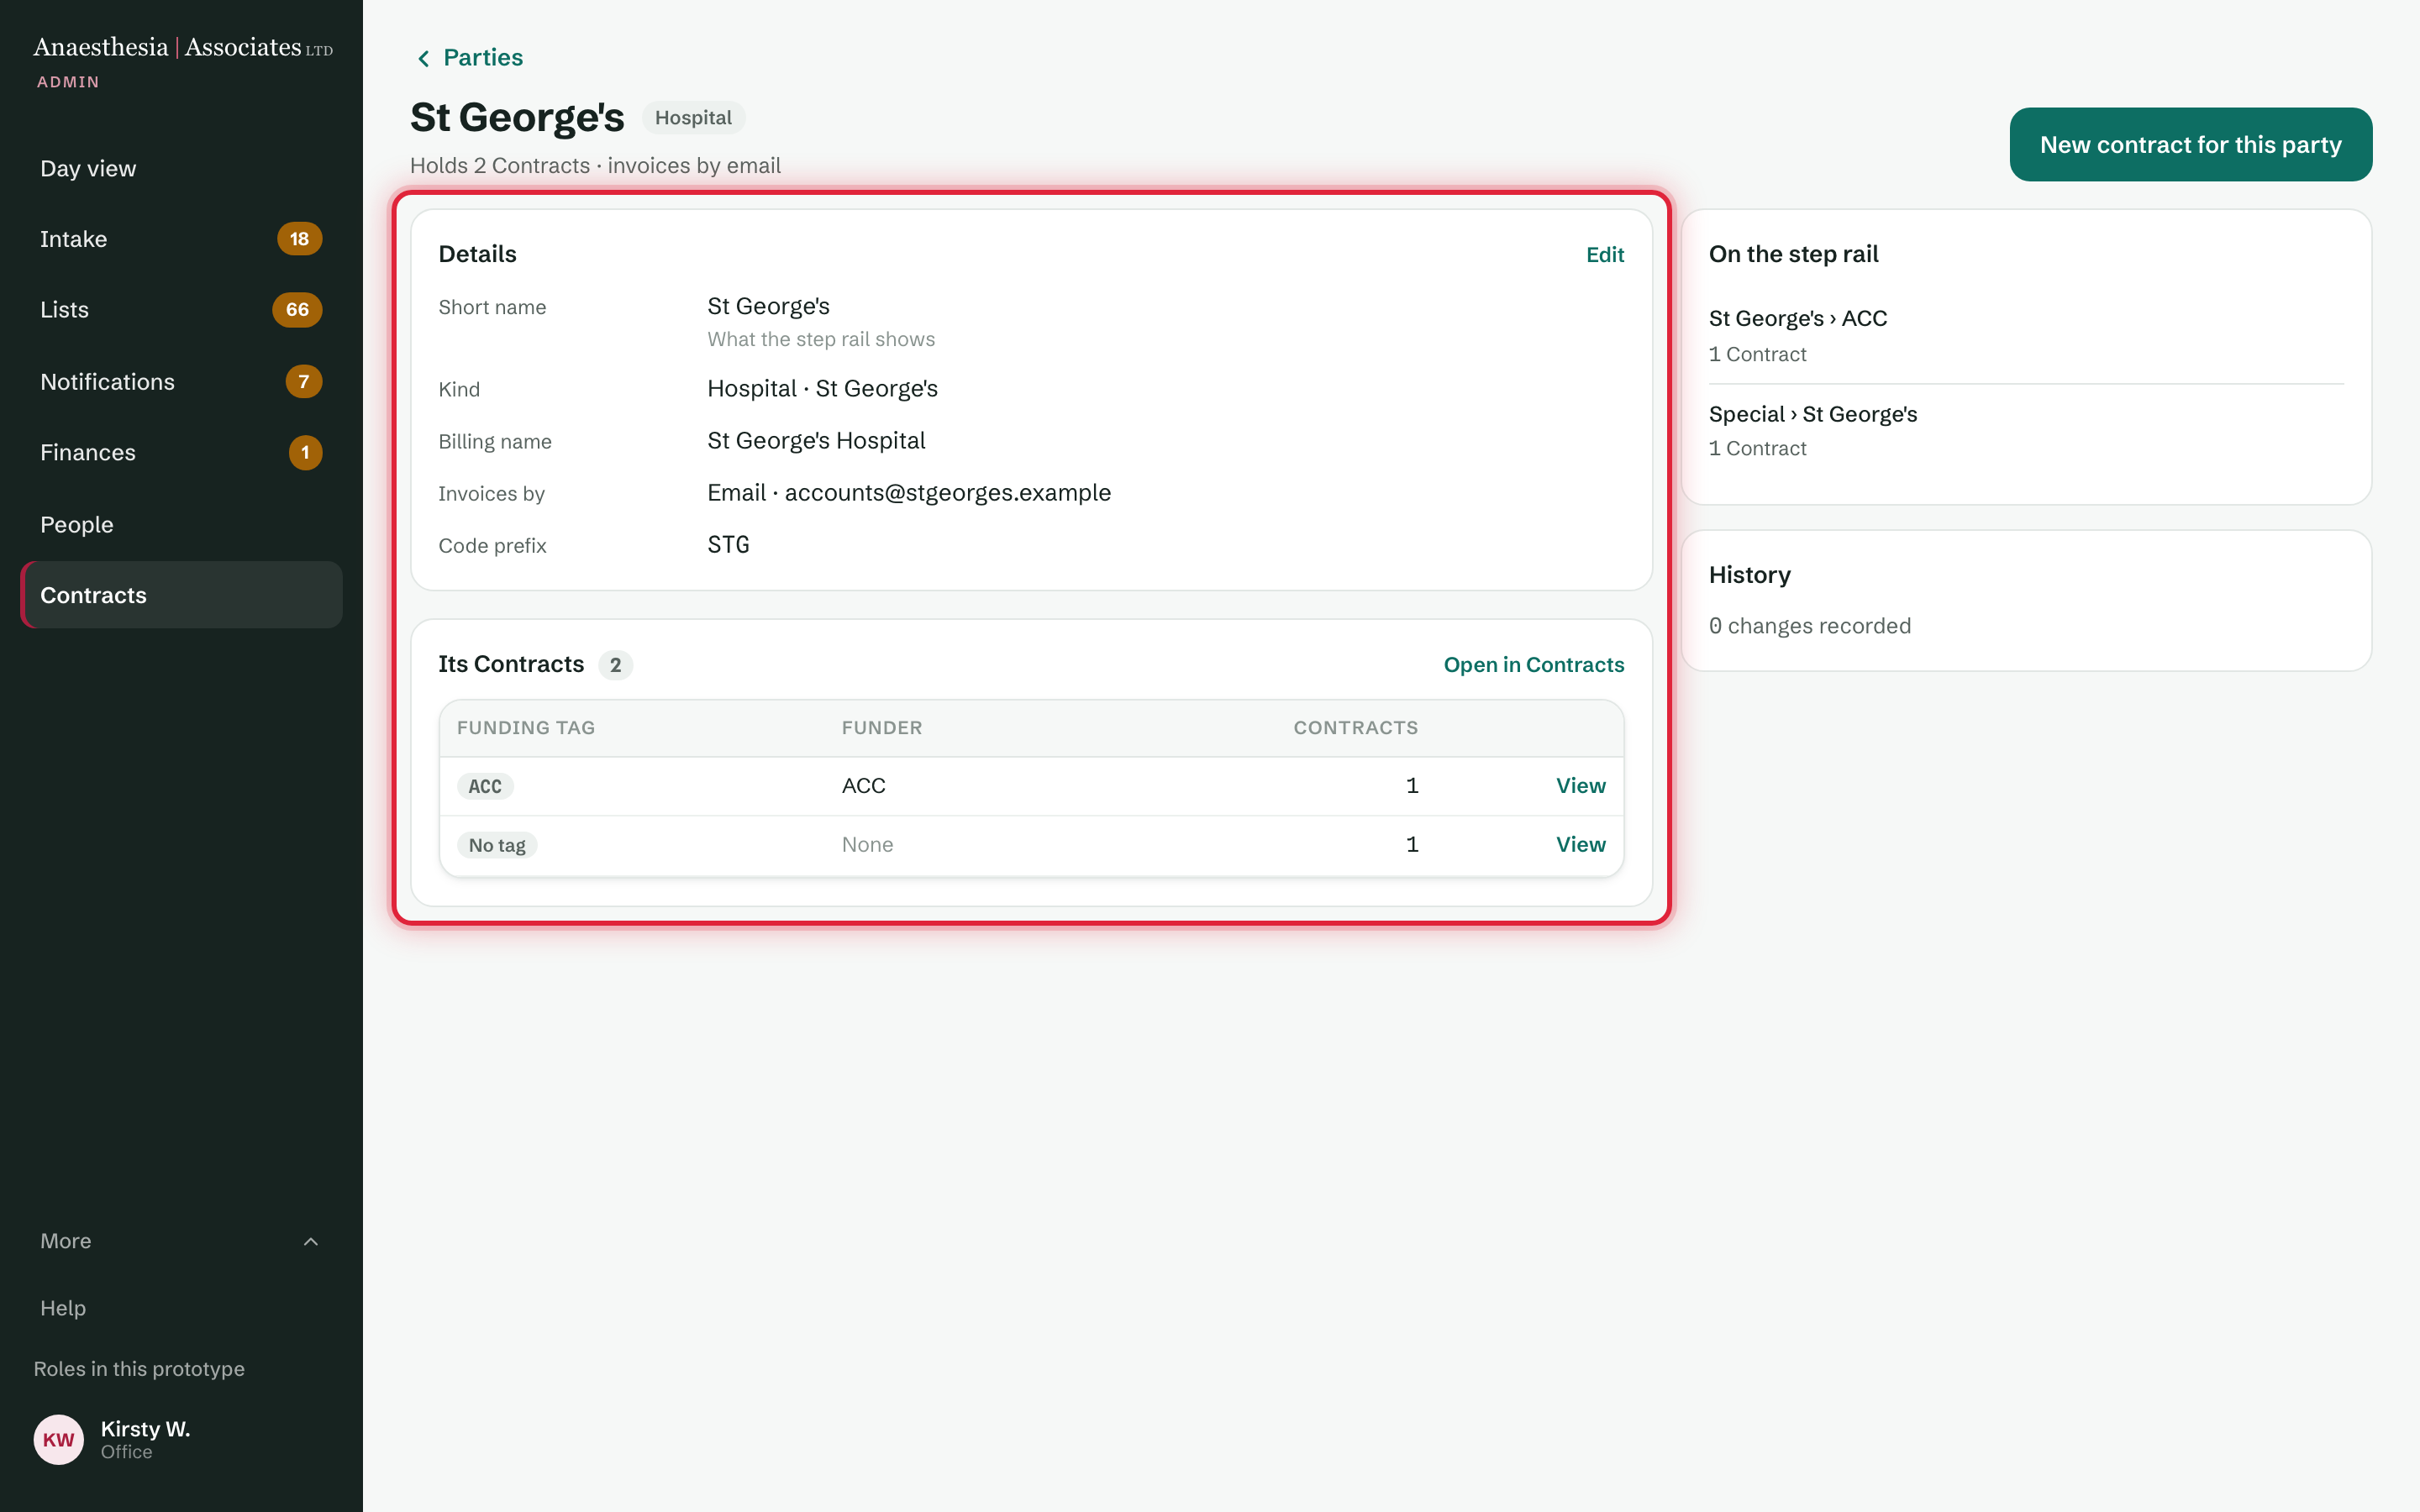 Anaesthesia | Associates LTD
ADMIN
Day view
Intake 18
Lists 66
Notifications 7
Finances 1
People
Contracts
More
Help
Roles in this prototype
KW
Kirsty W.
Office
Parties
St George's Hospital
Holds 2 Contracts · invoices by email
New contract for this party
Details Edit
Short name St George's
What the step rail shows
Kind Hospital · St George's
Billing name St George's Hospital
Invoices by Email · accounts@stgeorges.example
Code prefix STG
Its Contracts 2 Open in Contracts
FUNDING TAG FUNDER CONTRACTS
ACC ACC 1 View
No tag None 1 View
On the step rail
St George's › ACC
1 Contract
Special › St George's
1 Contract
History
0 changes recorded